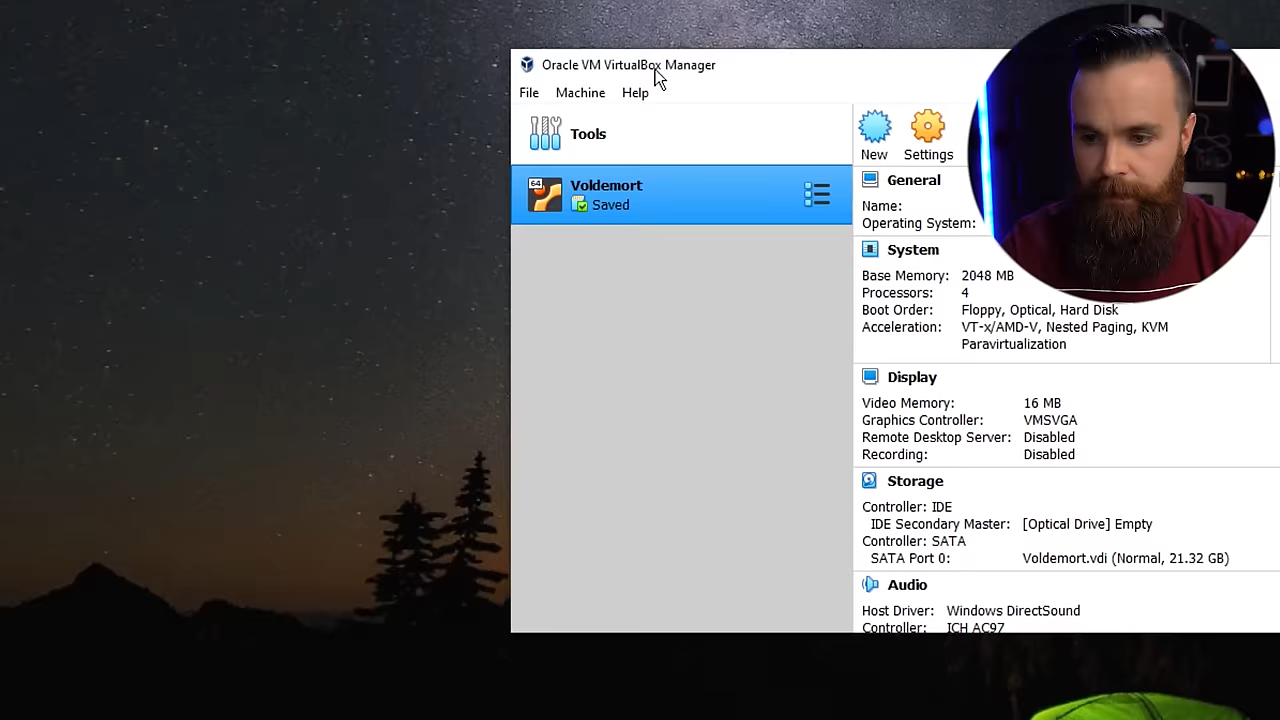 Oracle VM VirtualBox Manager
File Machine Help
Tools
New Settings
64
Voldemort
Saved
General
Name:
Operating System:
System
Base Memory: 2048 MB
Processors: 4
Boot Order: Floppy, Optical, Hard Disk
Acceleration: VT-x/AMD-V, Nested Paging, KVM
Paravirtualization
Display
Video Memory: 16 MB
Graphics Controller: VMSVGA
Remote Desktop Server: Disabled
Recording: Disabled
Storage
Controller: IDE
IDE Secondary Master: [Optical Drive] Empty
Controller: SATA
SATA Port 0: Voldemort.vdi (Normal, 21.32 GB)
Audio
Host Driver: Windows DirectSound
Controller: ICH AC97